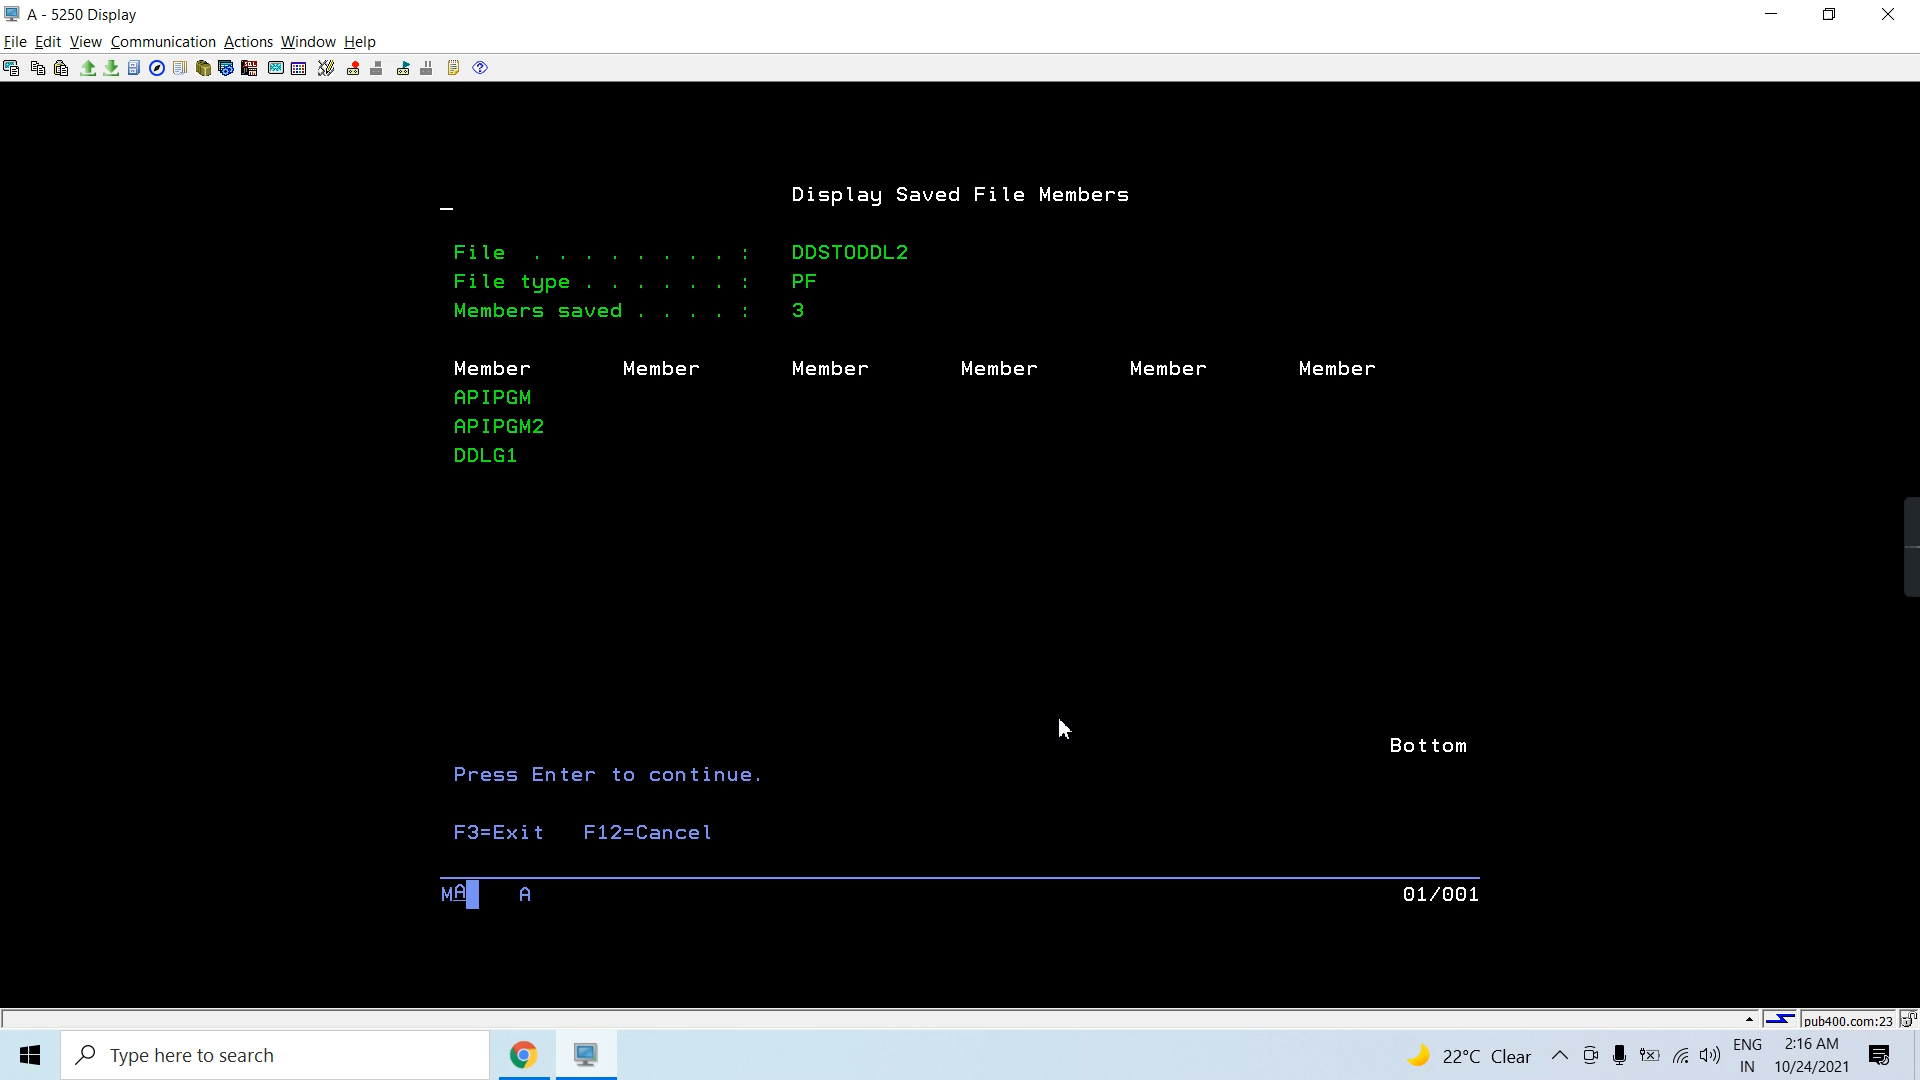 A - 5250 Display
File Edit View Communication Actions Window Help
Display Saved File Members
File . . . . . . . . : DDSTODDL2
File type . . . . . . : PF
Members saved . . . . : 3
Member Member Member Member Member Member
APIPGM
APIPGM2
DDLG1
Bottom
Press Enter to continue.
F3=Exit F12=Cancel
MA A 01/001
pub400.com:23
Type here to search
22°C Clear
ENG
IN
2:16 AM
10/24/2021